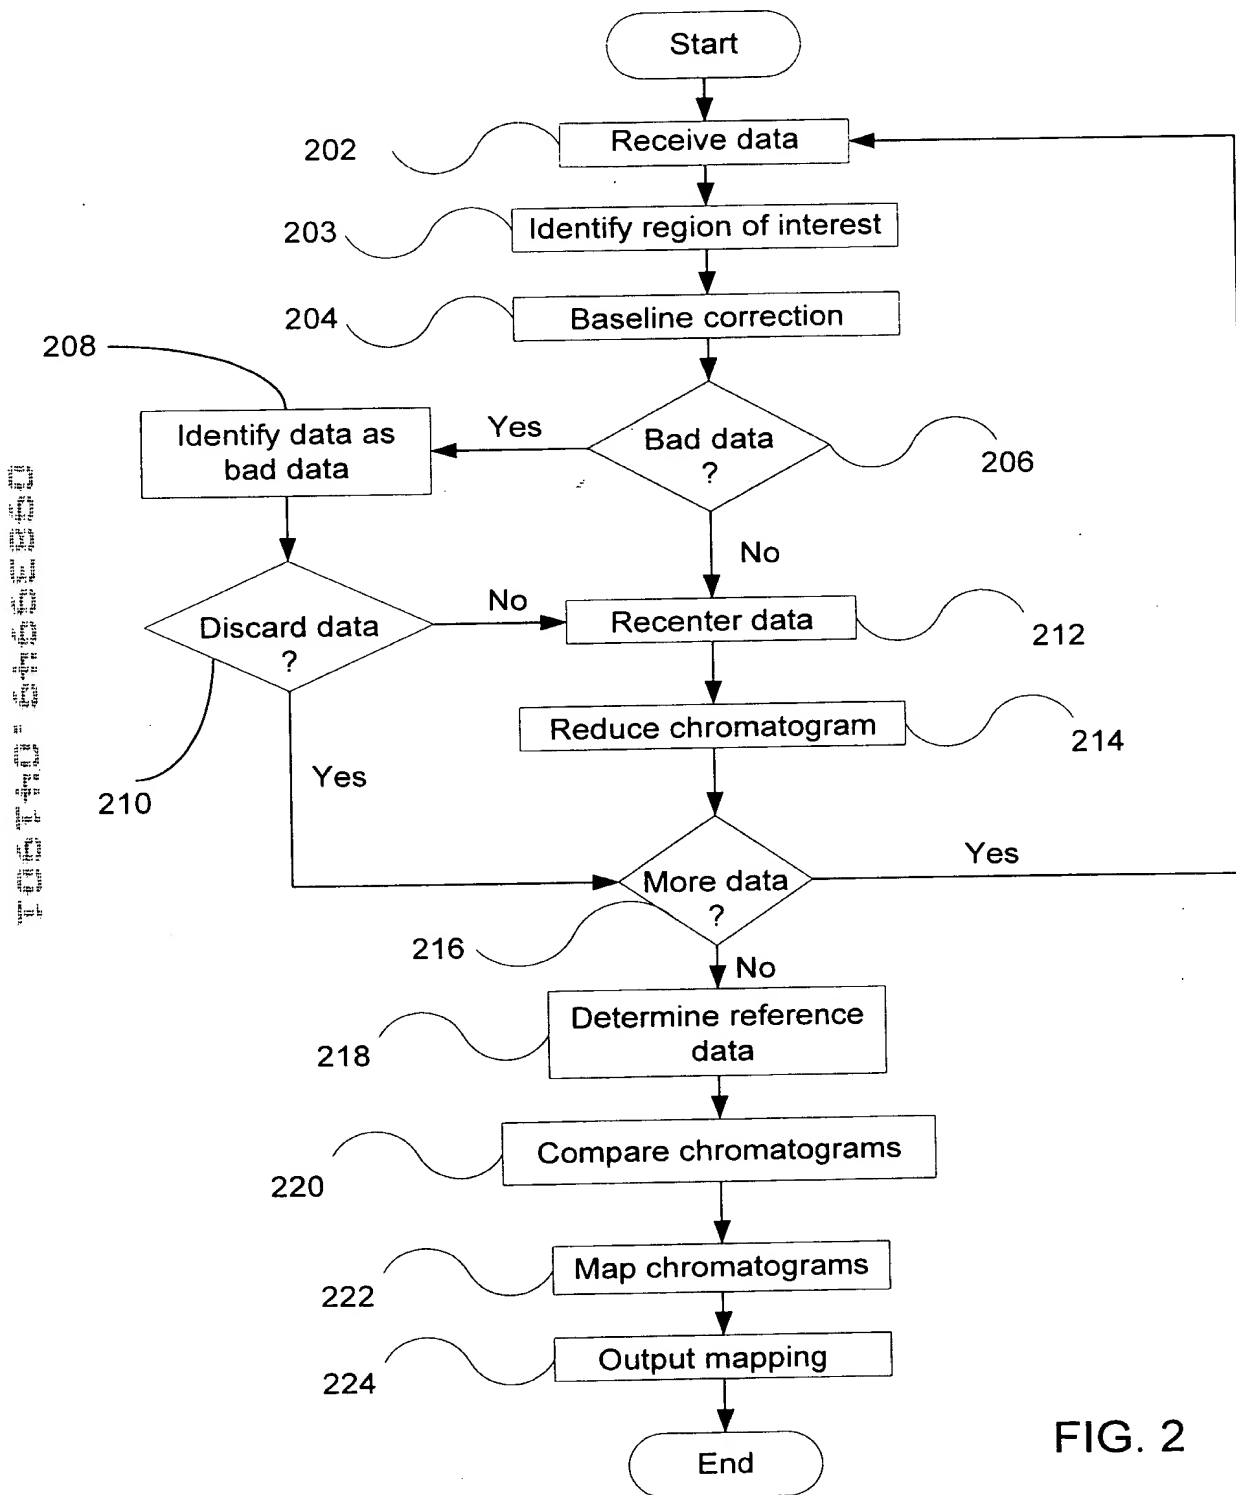 Start
Receive data
202
Identify region of interest
203
Baseline correction
204
208
Identify data as
bad data
Yes
Bad data
?
206
No
Discard data
?
No
Recenter data
212
Reduce chromatogram
214
210
Yes
More data
?
Yes
216
No
Determine reference
data
218
Compare chromatograms
220
Map chromatograms
222
Output mapping
224
End
FIG. 2
09839949.041901